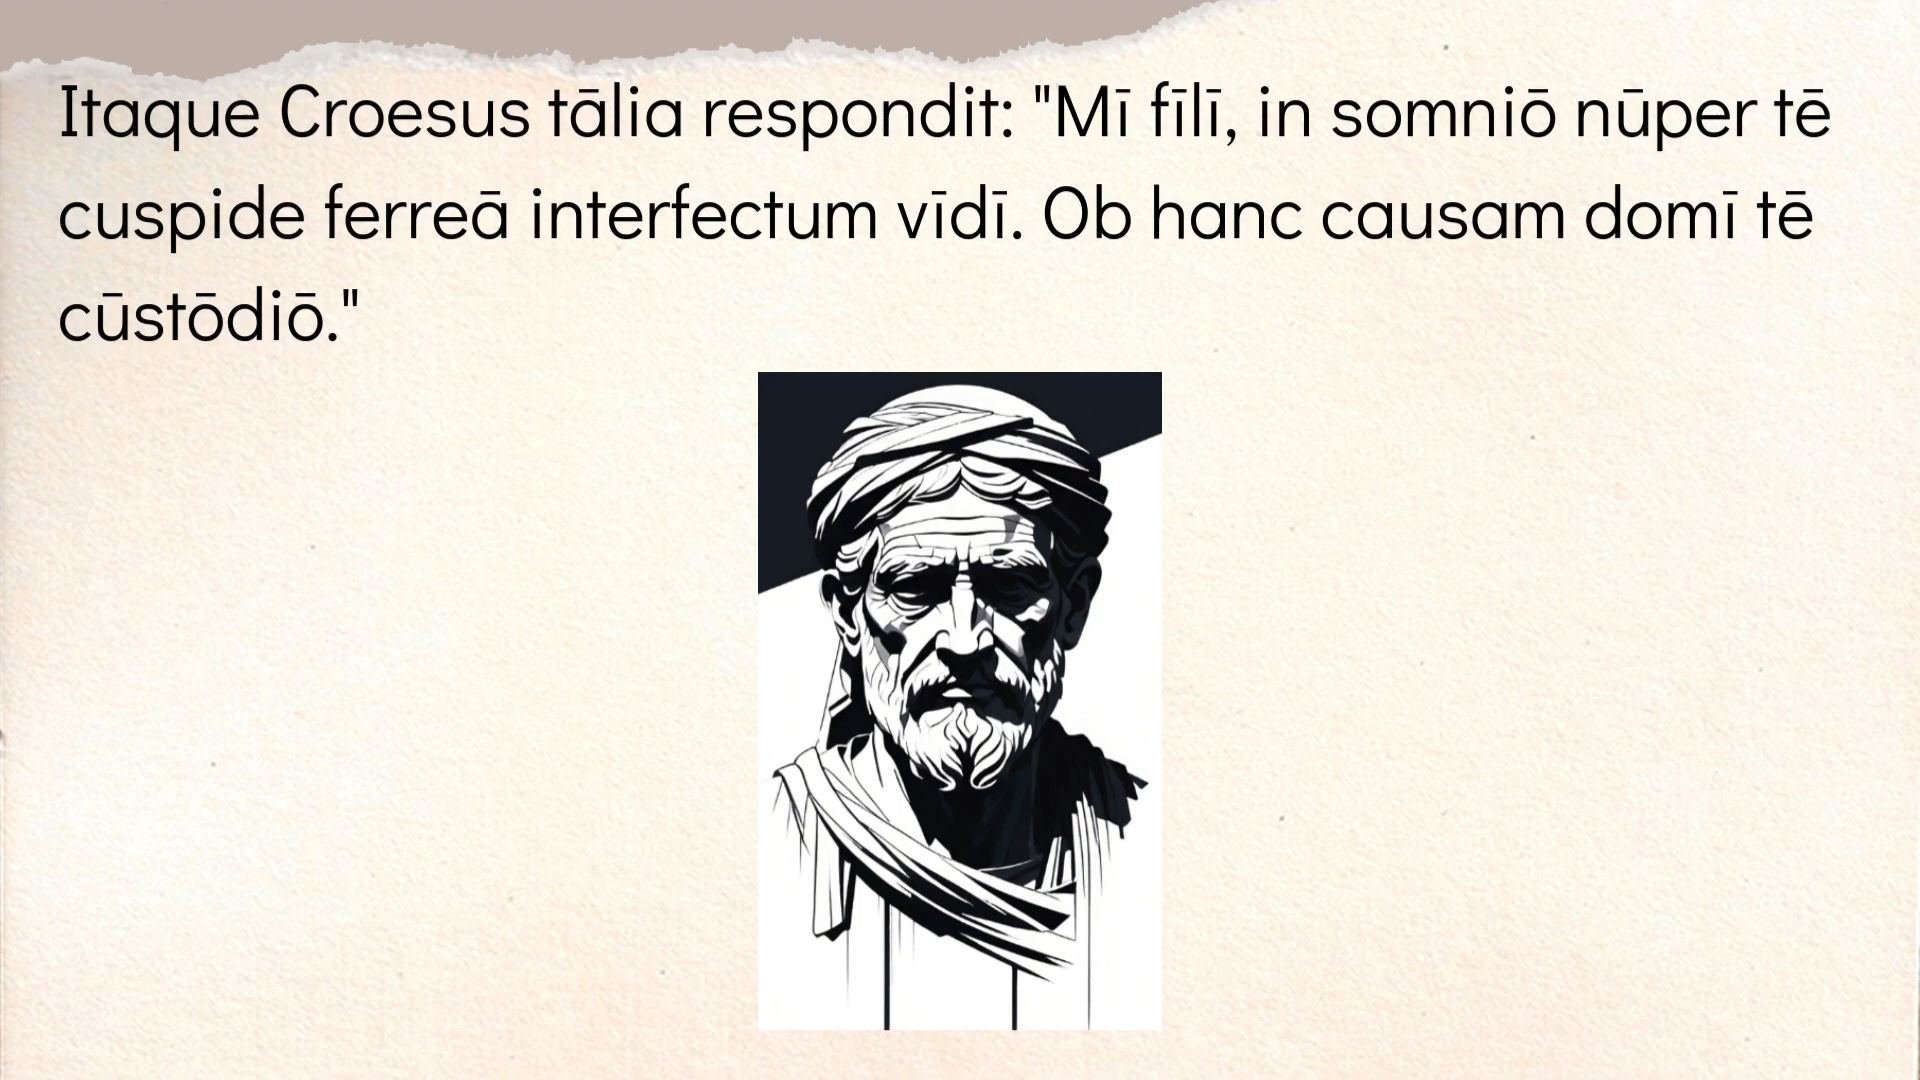 Itaque Croesus tālia respondit: "Mī fīlī, in somniō nūper tē
cuspide ferreā interfectum vīdī. Ob hanc causam domī tē
cūstōdiō."